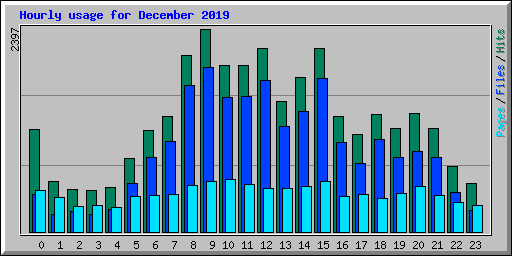 Hourly usage for December 2019
2397
Pages/Files/Hits
0 1 2 3 4 5 6 7 8 9 10 11 12 13 14 15 16 17 18 19 20 21 22 23